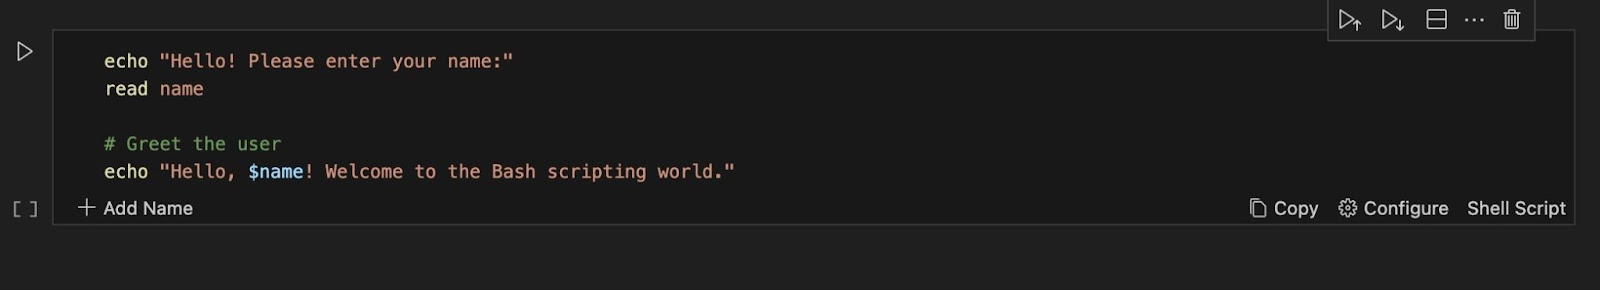 echo "Hello! Please enter your name:"
read name
# Greet the user
echo "Hello, $name! Welcome to the Bash scripting world."
[ ] + Add Name Copy Configure Shell Script